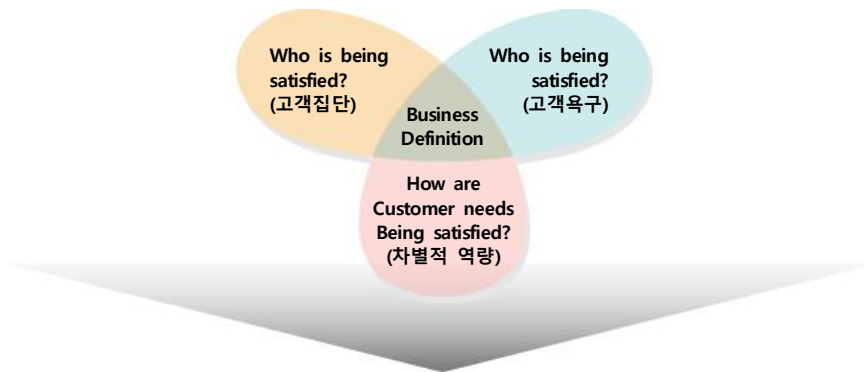 Who is being
satisfied?
(고객집단)
Who is being
satisfied?
(고객욕구)
Business
Definition
How are
Customer needs
Being satisfied?
(차별적 역량)